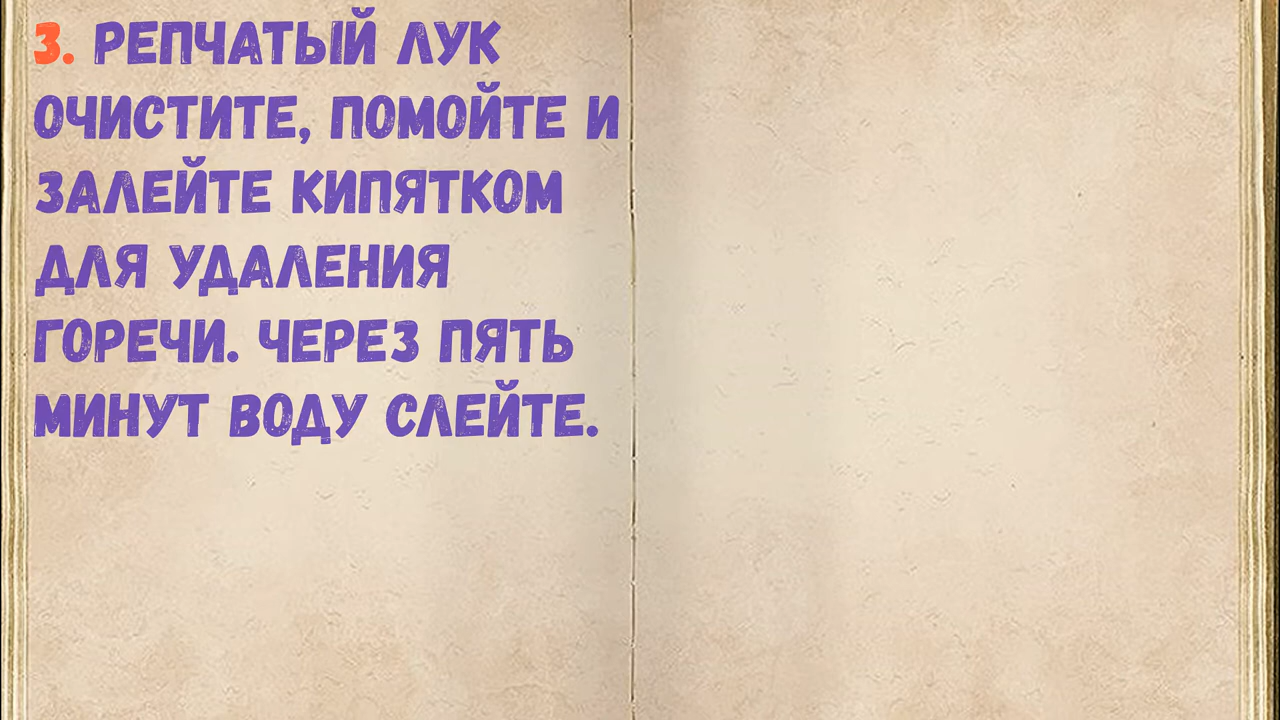 3. РЕПЧАТЫЙ ЛУК
ОЧИСТИТЕ, ПОМОЙТЕ И
ЗАЛЕЙТЕ КИПЯТКОМ
ДЛЯ УДАЛЕНИЯ
ГОРЕЧИ. ЧЕРЕЗ ПЯТЬ
МИНУТ ВОДУ СЛЕЙТЕ.